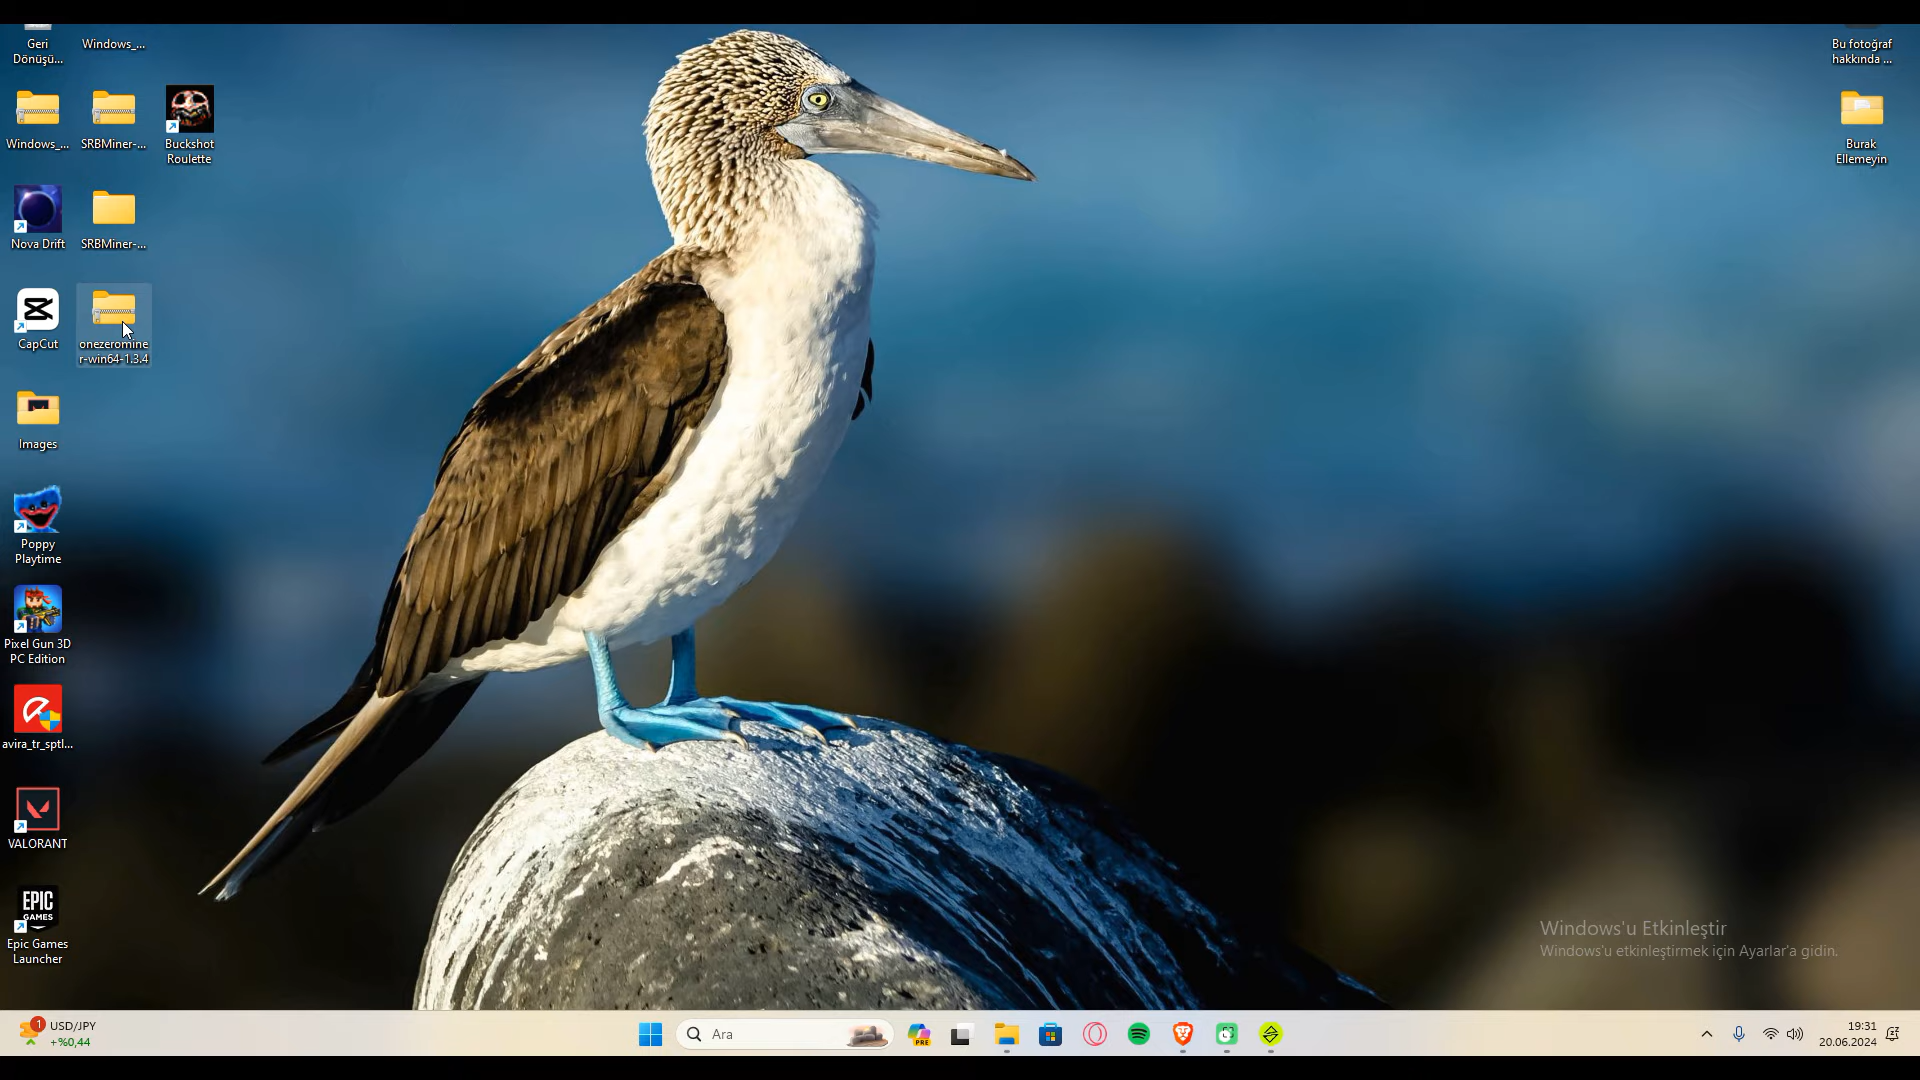 Geri
Dönüşü...
Windows_...
Windows_...
SRBMiner-...
Buckshot
Roulette
Nova Drift
SRBMiner-...
CapCut
onezeromine
r-win64-1.3.4
Images
Poppy
Playtime
Pixel Gun 3D
PC Edition
avira_tr_sptl...
VALORANT
EPIC
GAMES
Epic Games
Launcher
Bu fotoğraf
hakkında ...
Burak
Ellemeyin
Windows'u Etkinleştir
Windows'u etkinleştirmek için Ayarlar'a gidin.
1
USD/JPY
+%0,44
Ara
PRE
19:31
20.06.2024